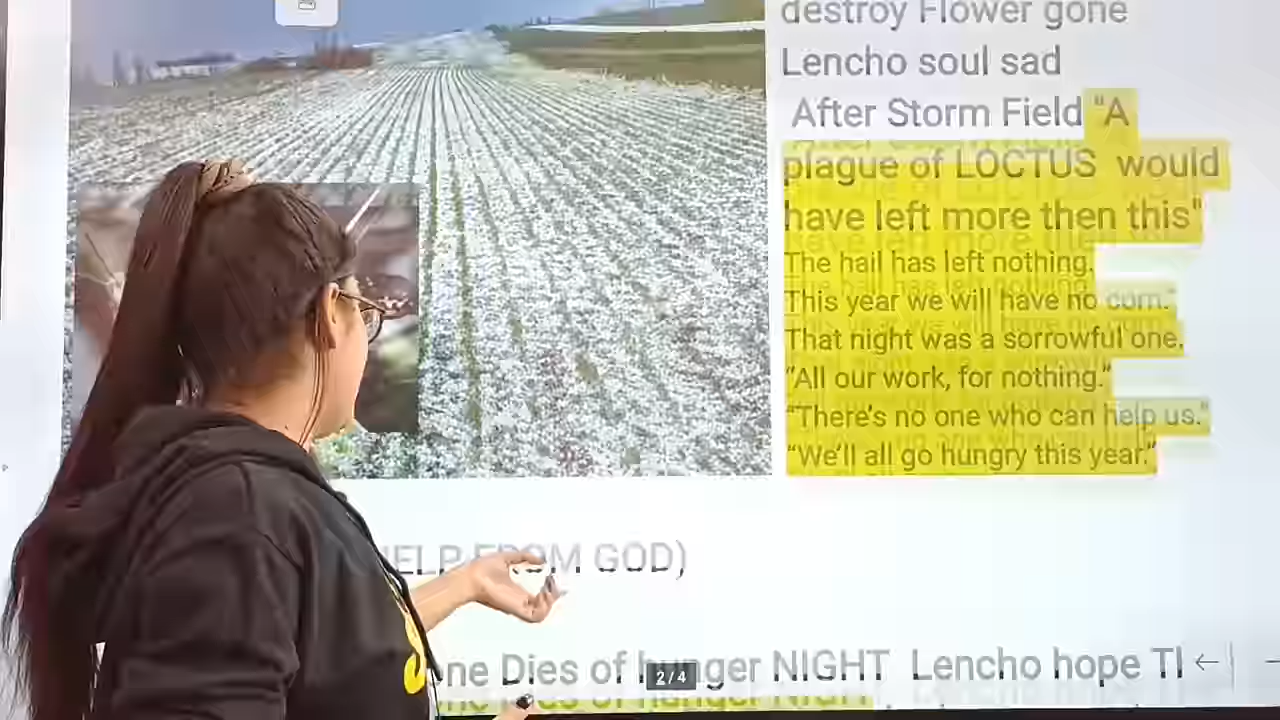 destroy Flower gone
Lencho soul sad
After Storm Field "A
plague of LOCTUS would
have left more then this"
The hail has left nothing.
This year we will have no corn."
That night was a sorrowful one.
"All our work, for nothing."
"There's no one who can help us."
"We'll all go hungry this year."
FROM GOD)
Dies of hunger NIGHT Lencho hope
2/4